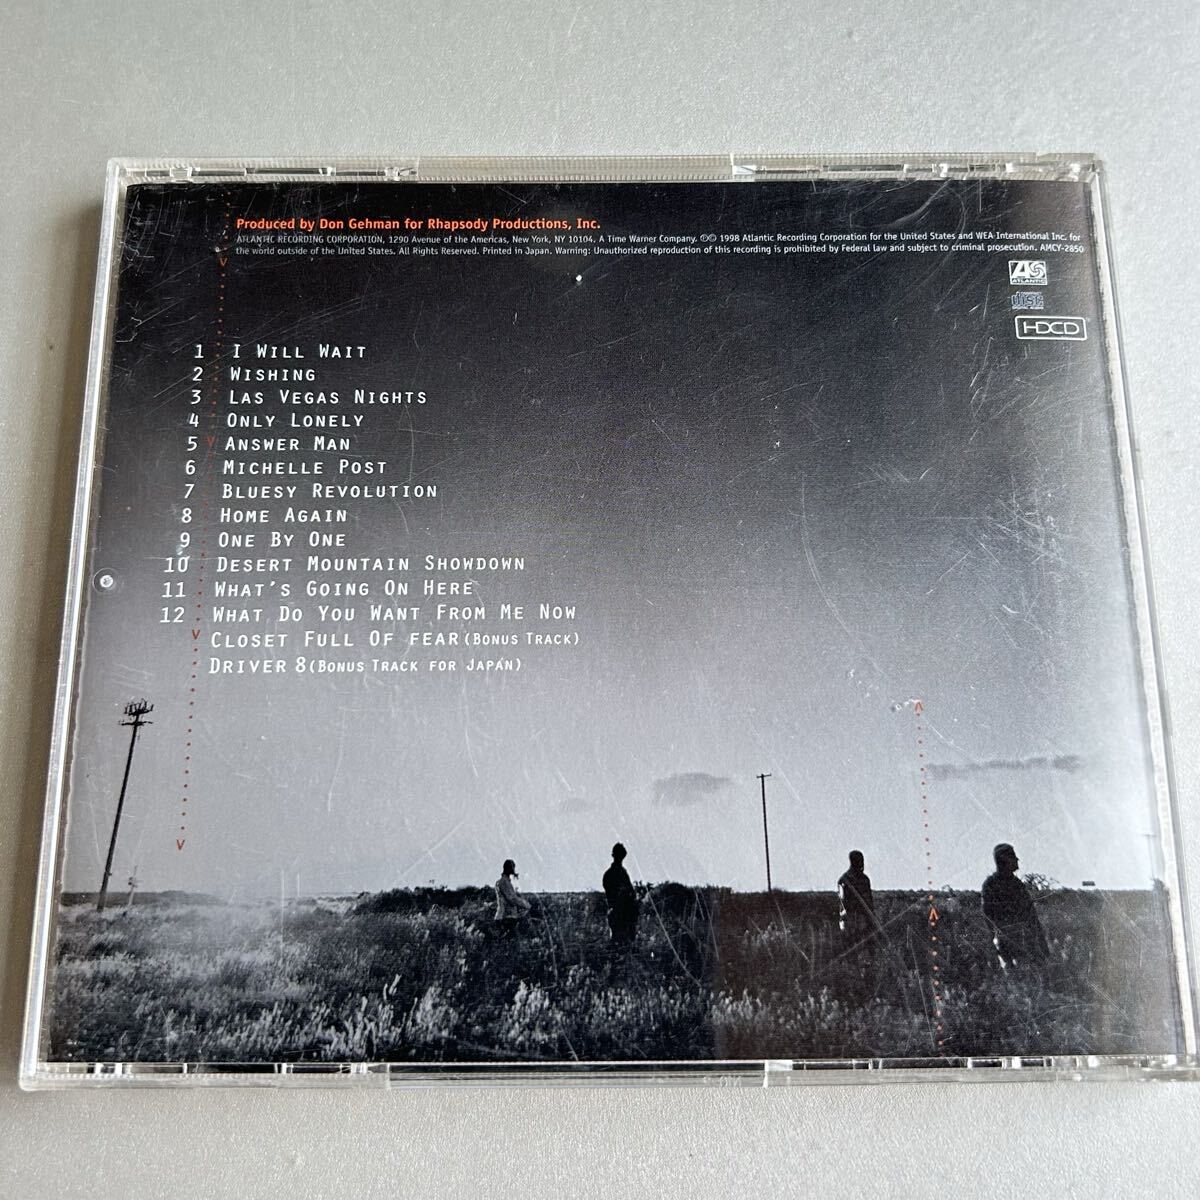 Produced by Don Gehman for Rhapsody Productions, Inc.
ATLANTIC RECORDING CORPORATION, 1290 Avenue of the Americas, New York, NY 10104. A Time Warner Company. ℗© 1998 Atlantic Recording Corporation for the United States and WEA International Inc. for
the world outside of the United States. All Rights Reserved. Printed in Japan. Warning: Unauthorized reproduction of this recording is prohibited by Federal law and subject to criminal prosecution. AMCY-2850
ATLANTIC
COMPACT
disc
DIGITAL AUDIO
HDCD
1 I WILL WAIT
2 WISHING
3 LAS VEGAS NIGHTS
4 ONLY LONELY
5 ANSWER MAN
6 MICHELLE POST
7 BLUESY REVOLUTION
8 HOME AGAIN
9 ONE BY ONE
10 DESERT MOUNTAIN SHOWDOWN
11 WHAT'S GOING ON HERE
12 WHAT DO YOU WANT FROM ME NOW
CLOSET FULL OF FEAR (BONUS TRACK)
DRIVER 8 (BONUS TRACK FOR JAPAN)